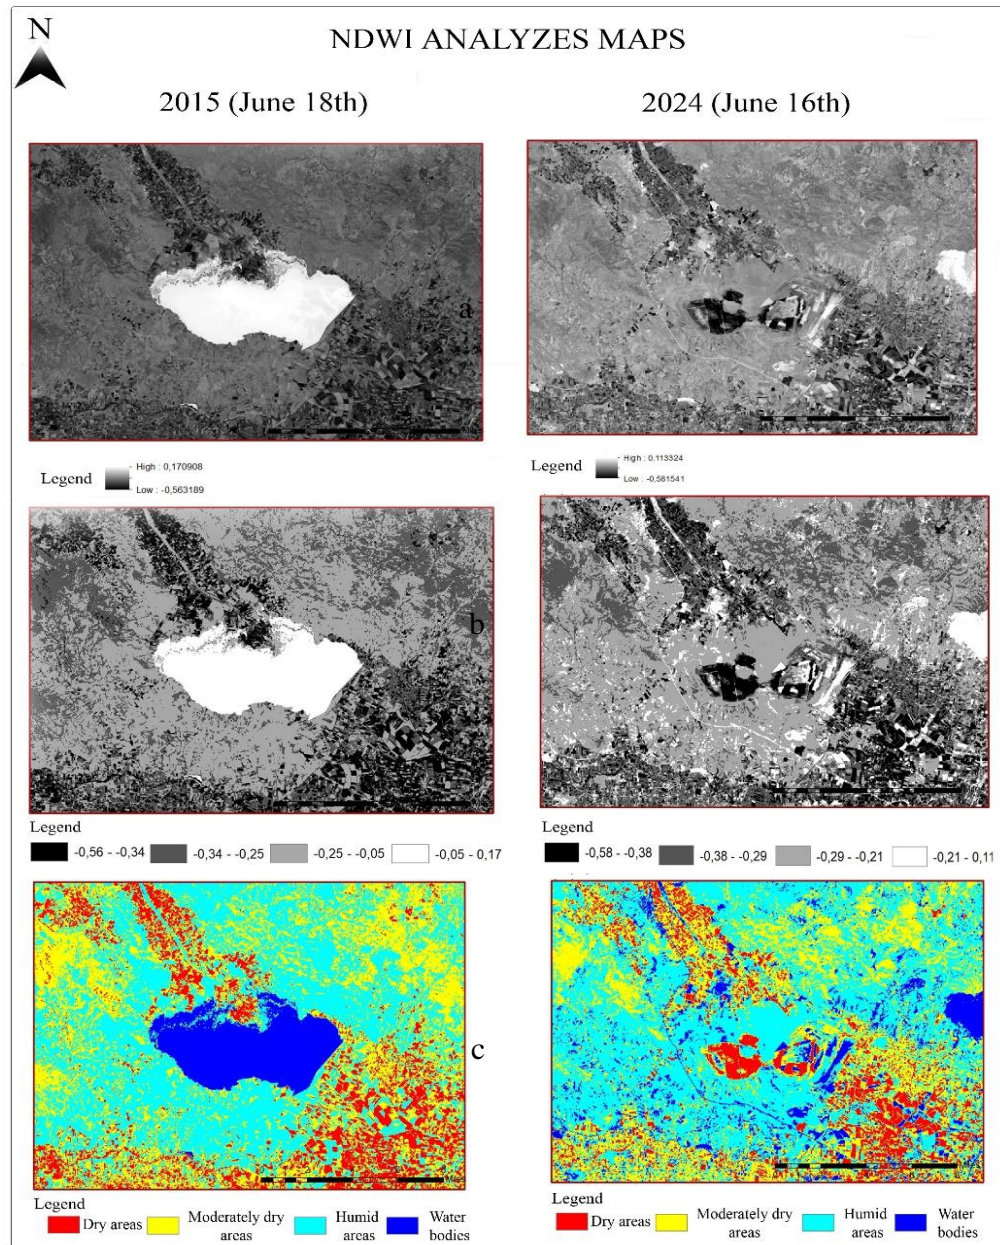 N
NDWI ANALYZES MAPS
2015 (June 18th)
2024 (June 16th)
a
Legend
High : 0,170908
Low : -0,563189
Legend
High : 0,113324
Low : -0,581541
b
Legend
-0,56 - -0,34 -0,34 - -0,25 -0,25 - -0,05 -0,05 - 0,17
Legend
-0,58 - -0,38 -0,38 - -0,29 -0,29 - -0,21 -0,21 - 0,11
c
Legend
Dry areas Moderately dry areas Humid areas Water bodies
Legend
Dry areas Moderately dry areas Humid areas Water bodies